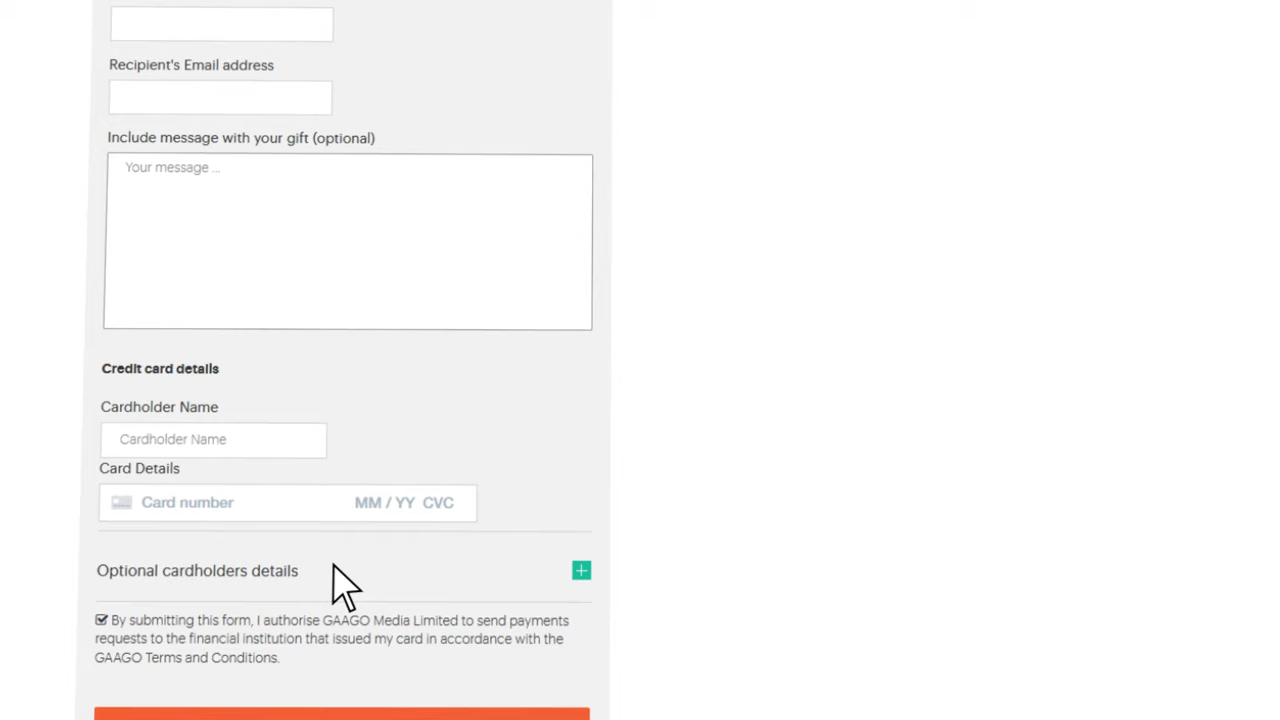 Recipient's Email address
Include message with your gift (optional)
Your message ...
Credit card details
Cardholder Name
Cardholder Name
Card Details
Card number MM / YY CVC
Optional cardholders details
By submitting this form, I authorise GAAGO Media Limited to send payments
requests to the financial institution that issued my card in accordance with the
GAAGO Terms and Conditions.